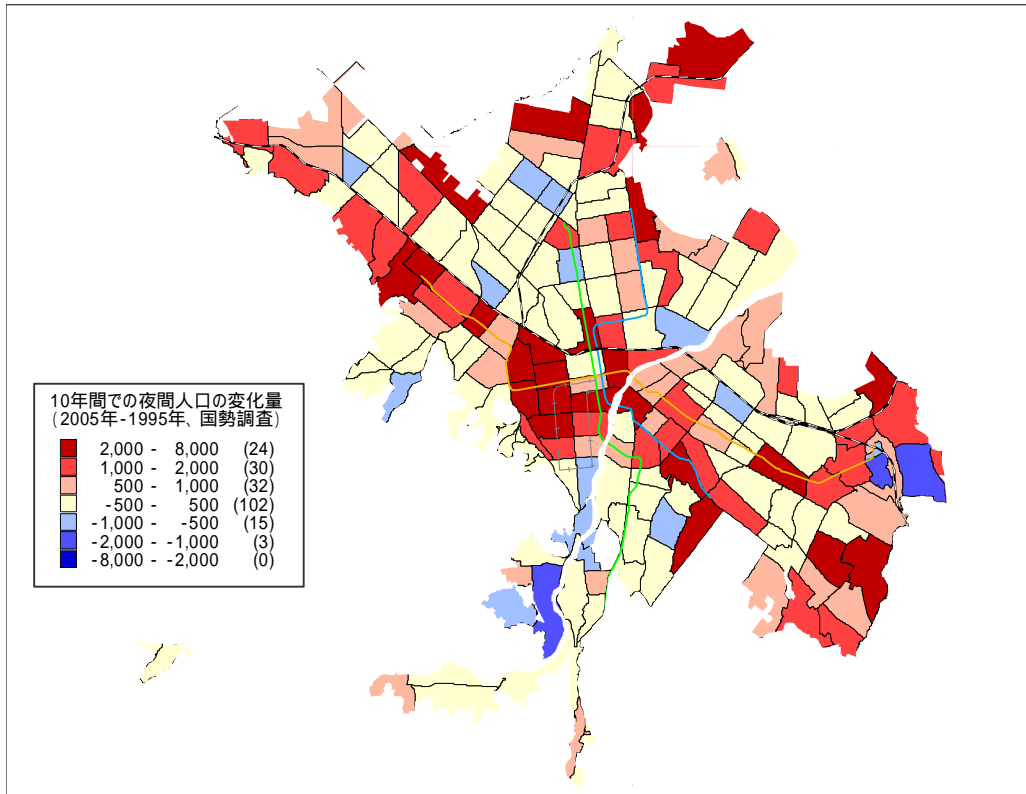 10年間での夜間人口の変化量
(2005年-1995年、国勢調査)
2,000 - 8,000 (24)
1,000 - 2,000 (30)
500 - 1,000 (32)
-500 - 500 (102)
-1,000 - -500 (15)
-2,000 - -1,000 (3)
-8,000 - -2,000 (0)